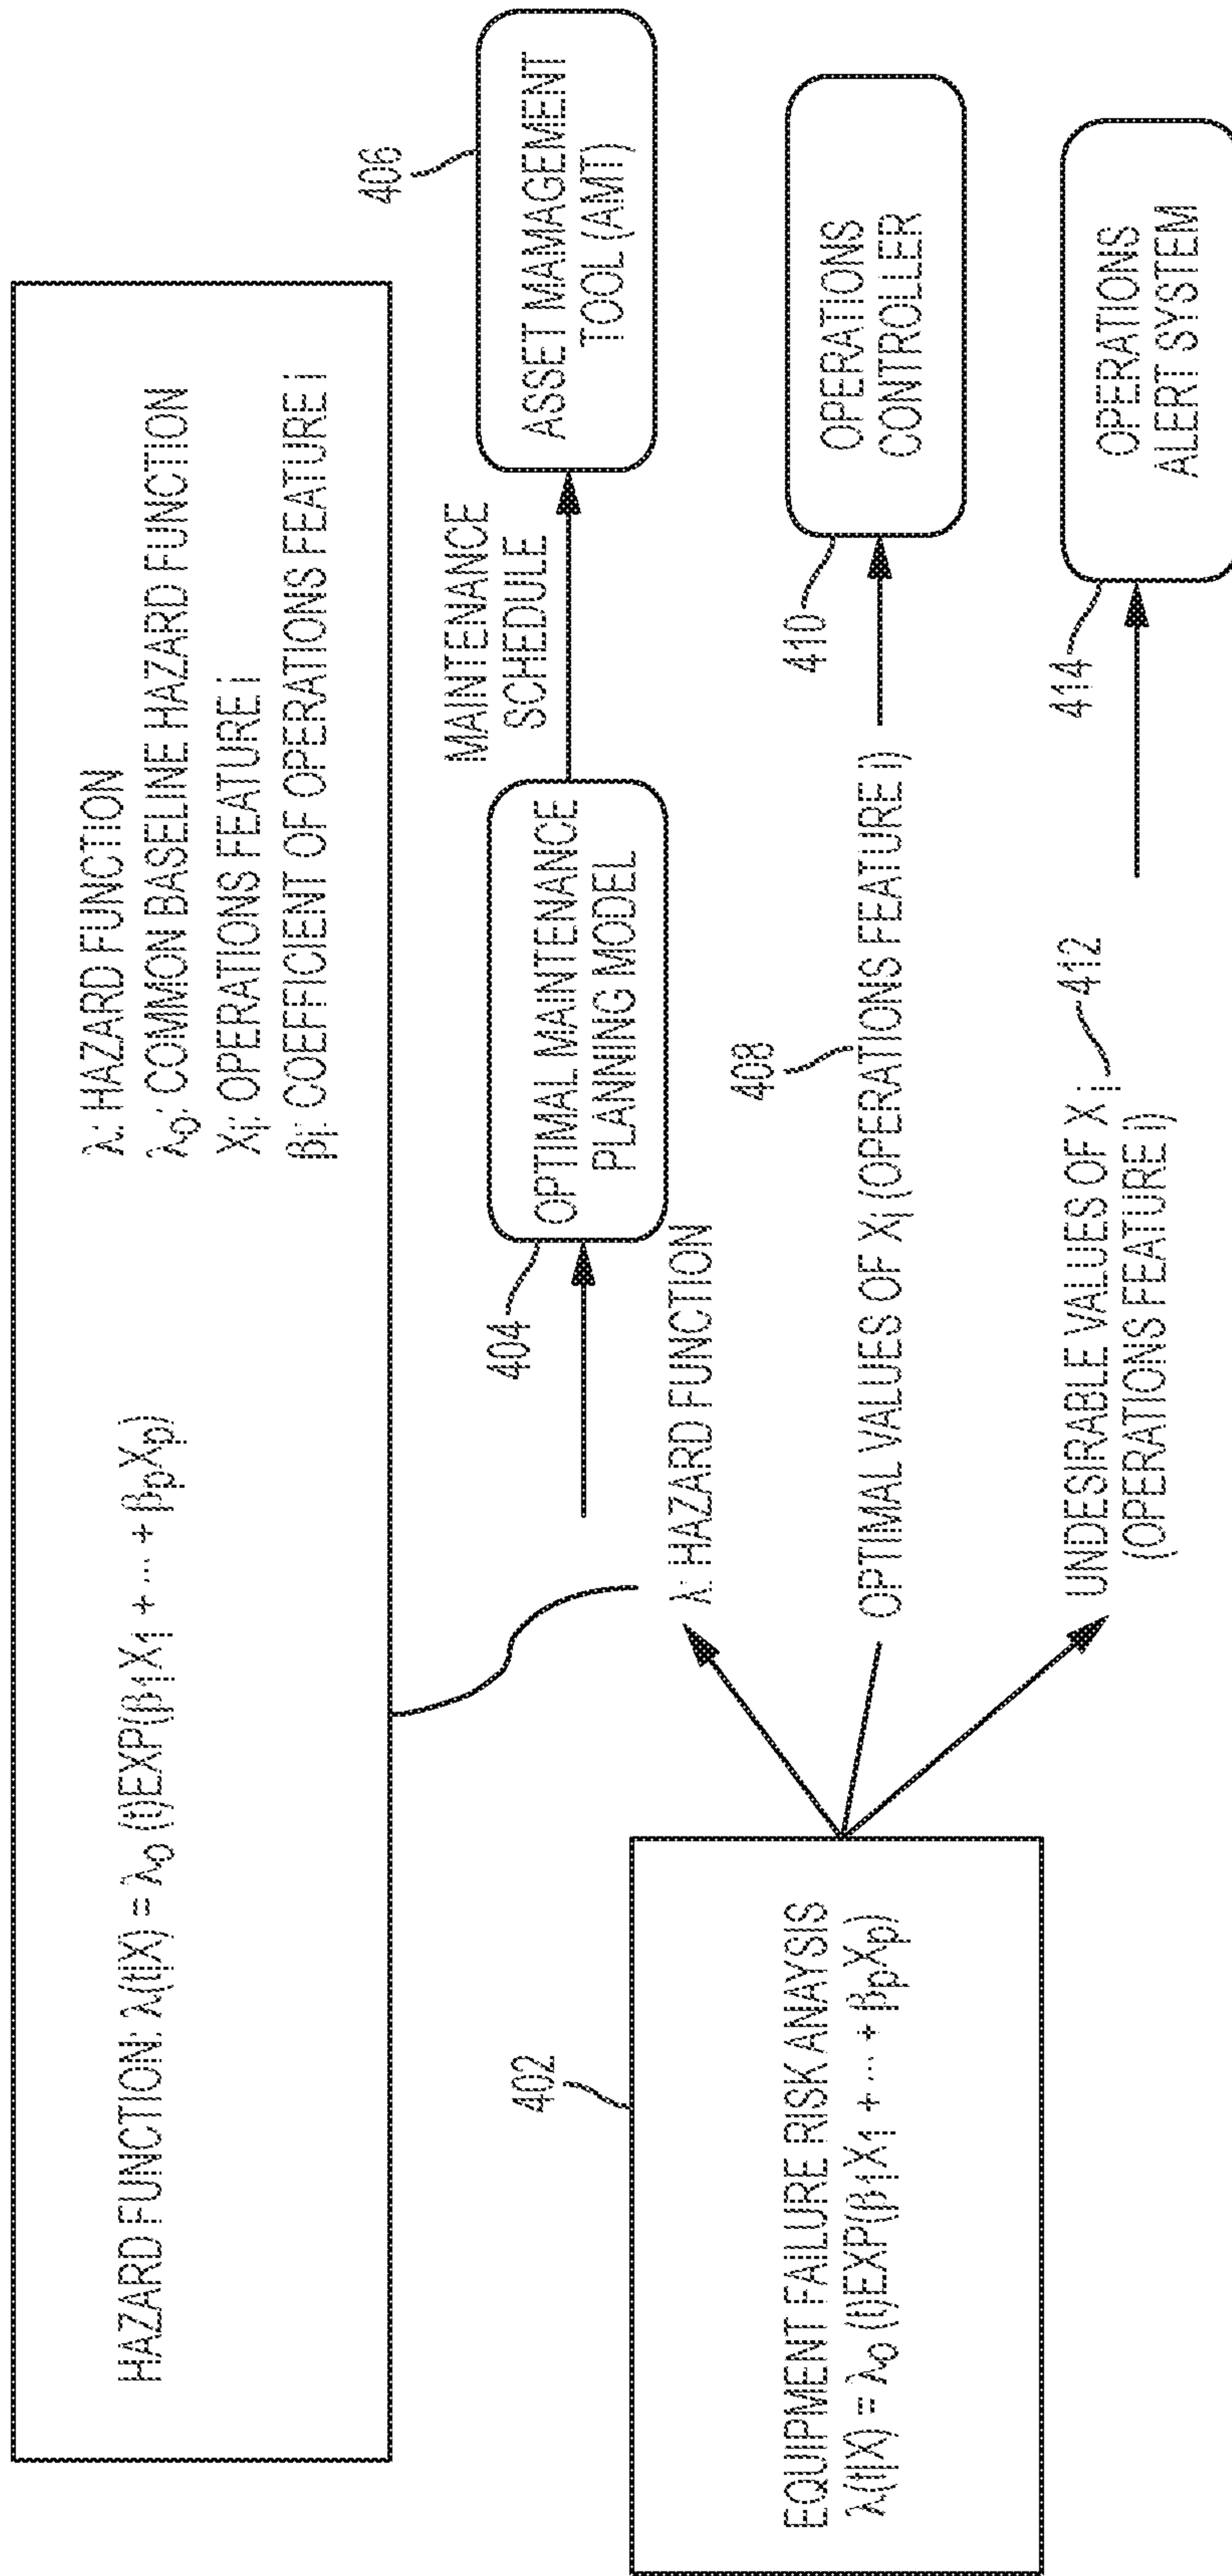 HAZARD FUNCTION: λ(t|X) = λ₀ (t)EXP(β₁X₁ + ... + βₚXₚ)
λ: HAZARD FUNCTION
λ₀: COMMON BASELINE HAZARD FUNCTION
Xᵢ: OPERATIONS FEATURE i
βᵢ: COEFFICIENT OF OPERATIONS FEATURE i
402
EQUIPMENT FAILURE RISK ANAYSIS
λ(t|X) = λ₀ (t)EXP(β₁X₁ + ... + βₚXₚ)
λ: HAZARD FUNCTION
404
OPTIMAL MAINTENANCE
PLANNING MODEL
MAINTENANCE
SCHEDULE
406
ASSET MAMAGEMENT
TOOL (AMT)
408
OPTIMAL VALUES OF Xᵢ (OPERATIONS FEATURE i)
410
OPERATIONS
CONTROLLER
UNDESIRABLE VALUES OF X ᵢ
(OPERATIONS FEATURE i)
412
414
OPERATIONS
ALERT SYSTEM